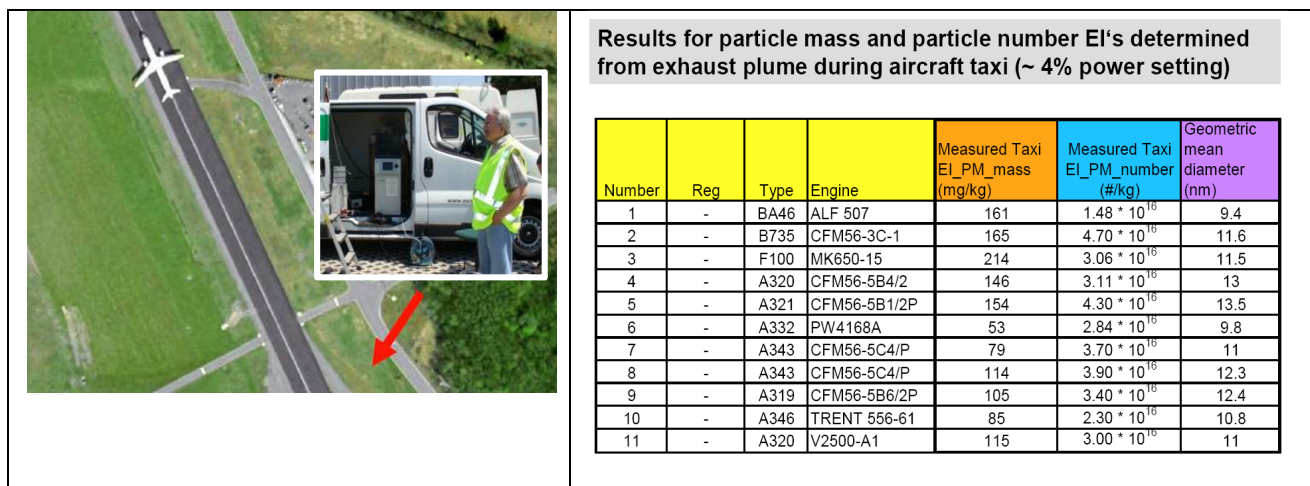 Results for particle mass and particle number EI's determined
from exhaust plume during aircraft taxi (~ 4% power setting)
Number Reg Type Engine Measured Taxi EI_PM_mass (mg/kg) Measured Taxi EI_PM_number (#/kg) Geometric mean diameter (nm)
1 - BA46 ALF 507 161 1.48 * 10^16 9.4
2 - B735 CFM56-3C-1 165 4.70 * 10^16 11.6
3 - F100 MK650-15 214 3.06 * 10^16 11.5
4 - A320 CFM56-5B4/2 146 3.11 * 10^16 13
5 - A321 CFM56-5B1/2P 154 4.30 * 10^16 13.5
6 - A332 PW4168A 53 2.84 * 10^16 9.8
7 - A343 CFM56-5C4/P 79 3.70 * 10^16 11
8 - A343 CFM56-5C4/P 114 3.90 * 10^16 12.3
9 - A319 CFM56-5B6/2P 105 3.40 * 10^16 12.4
10 - A346 TRENT 556-61 85 2.30 * 10^16 10.8
11 - A320 V2500-A1 115 3.00 * 10^16 11